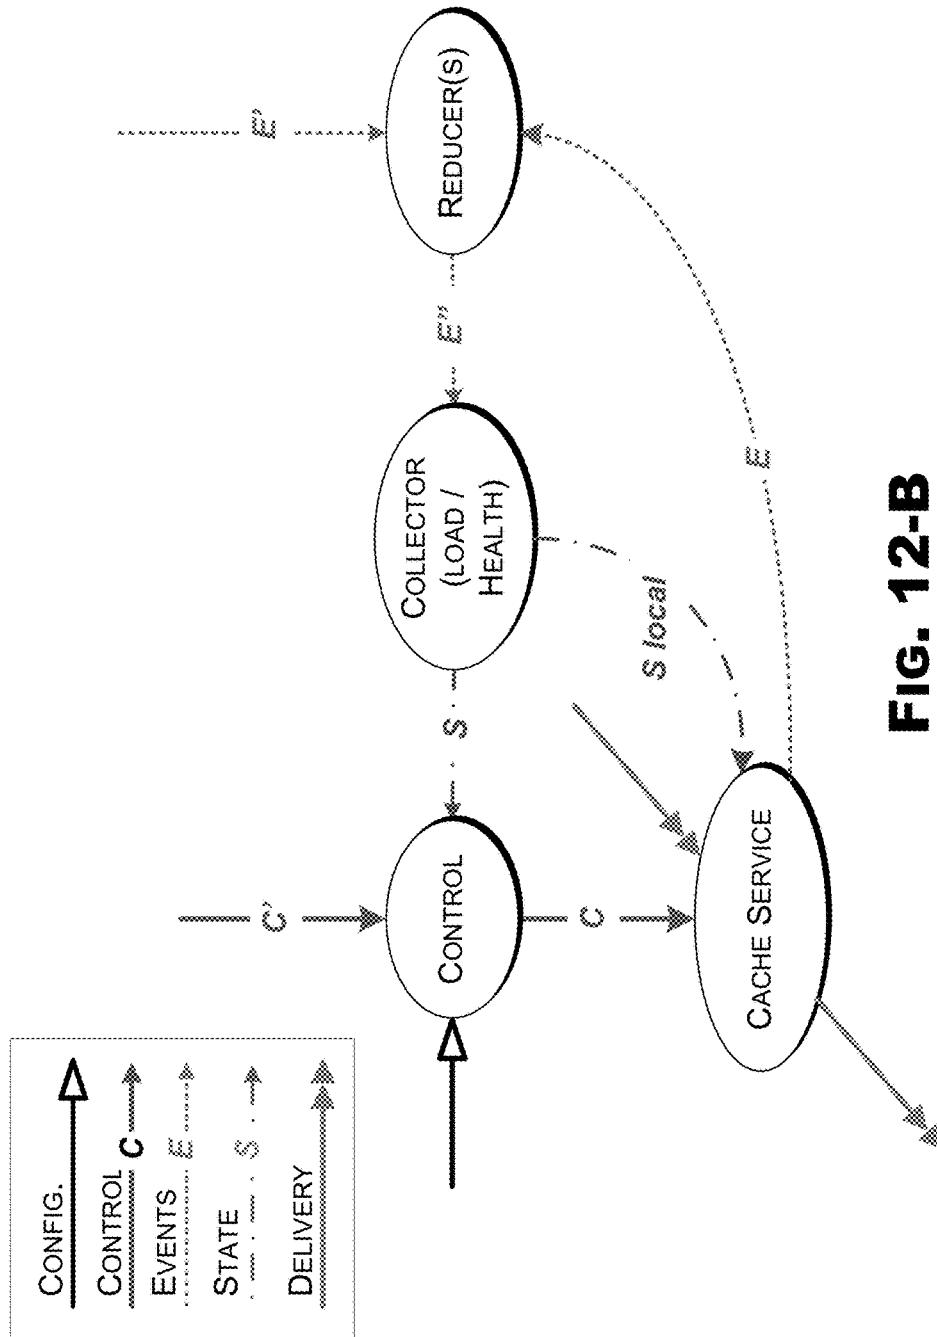 CONFIG.
CONTROL
C
EVENTS
E
STATE
S
DELIVERY
C'
CONTROL
S
COLLECTOR
(LOAD /
HEALTH)
E''
REDUCER(S)
E'
C
S local
E
CACHE SERVICE
FIG. 12-B